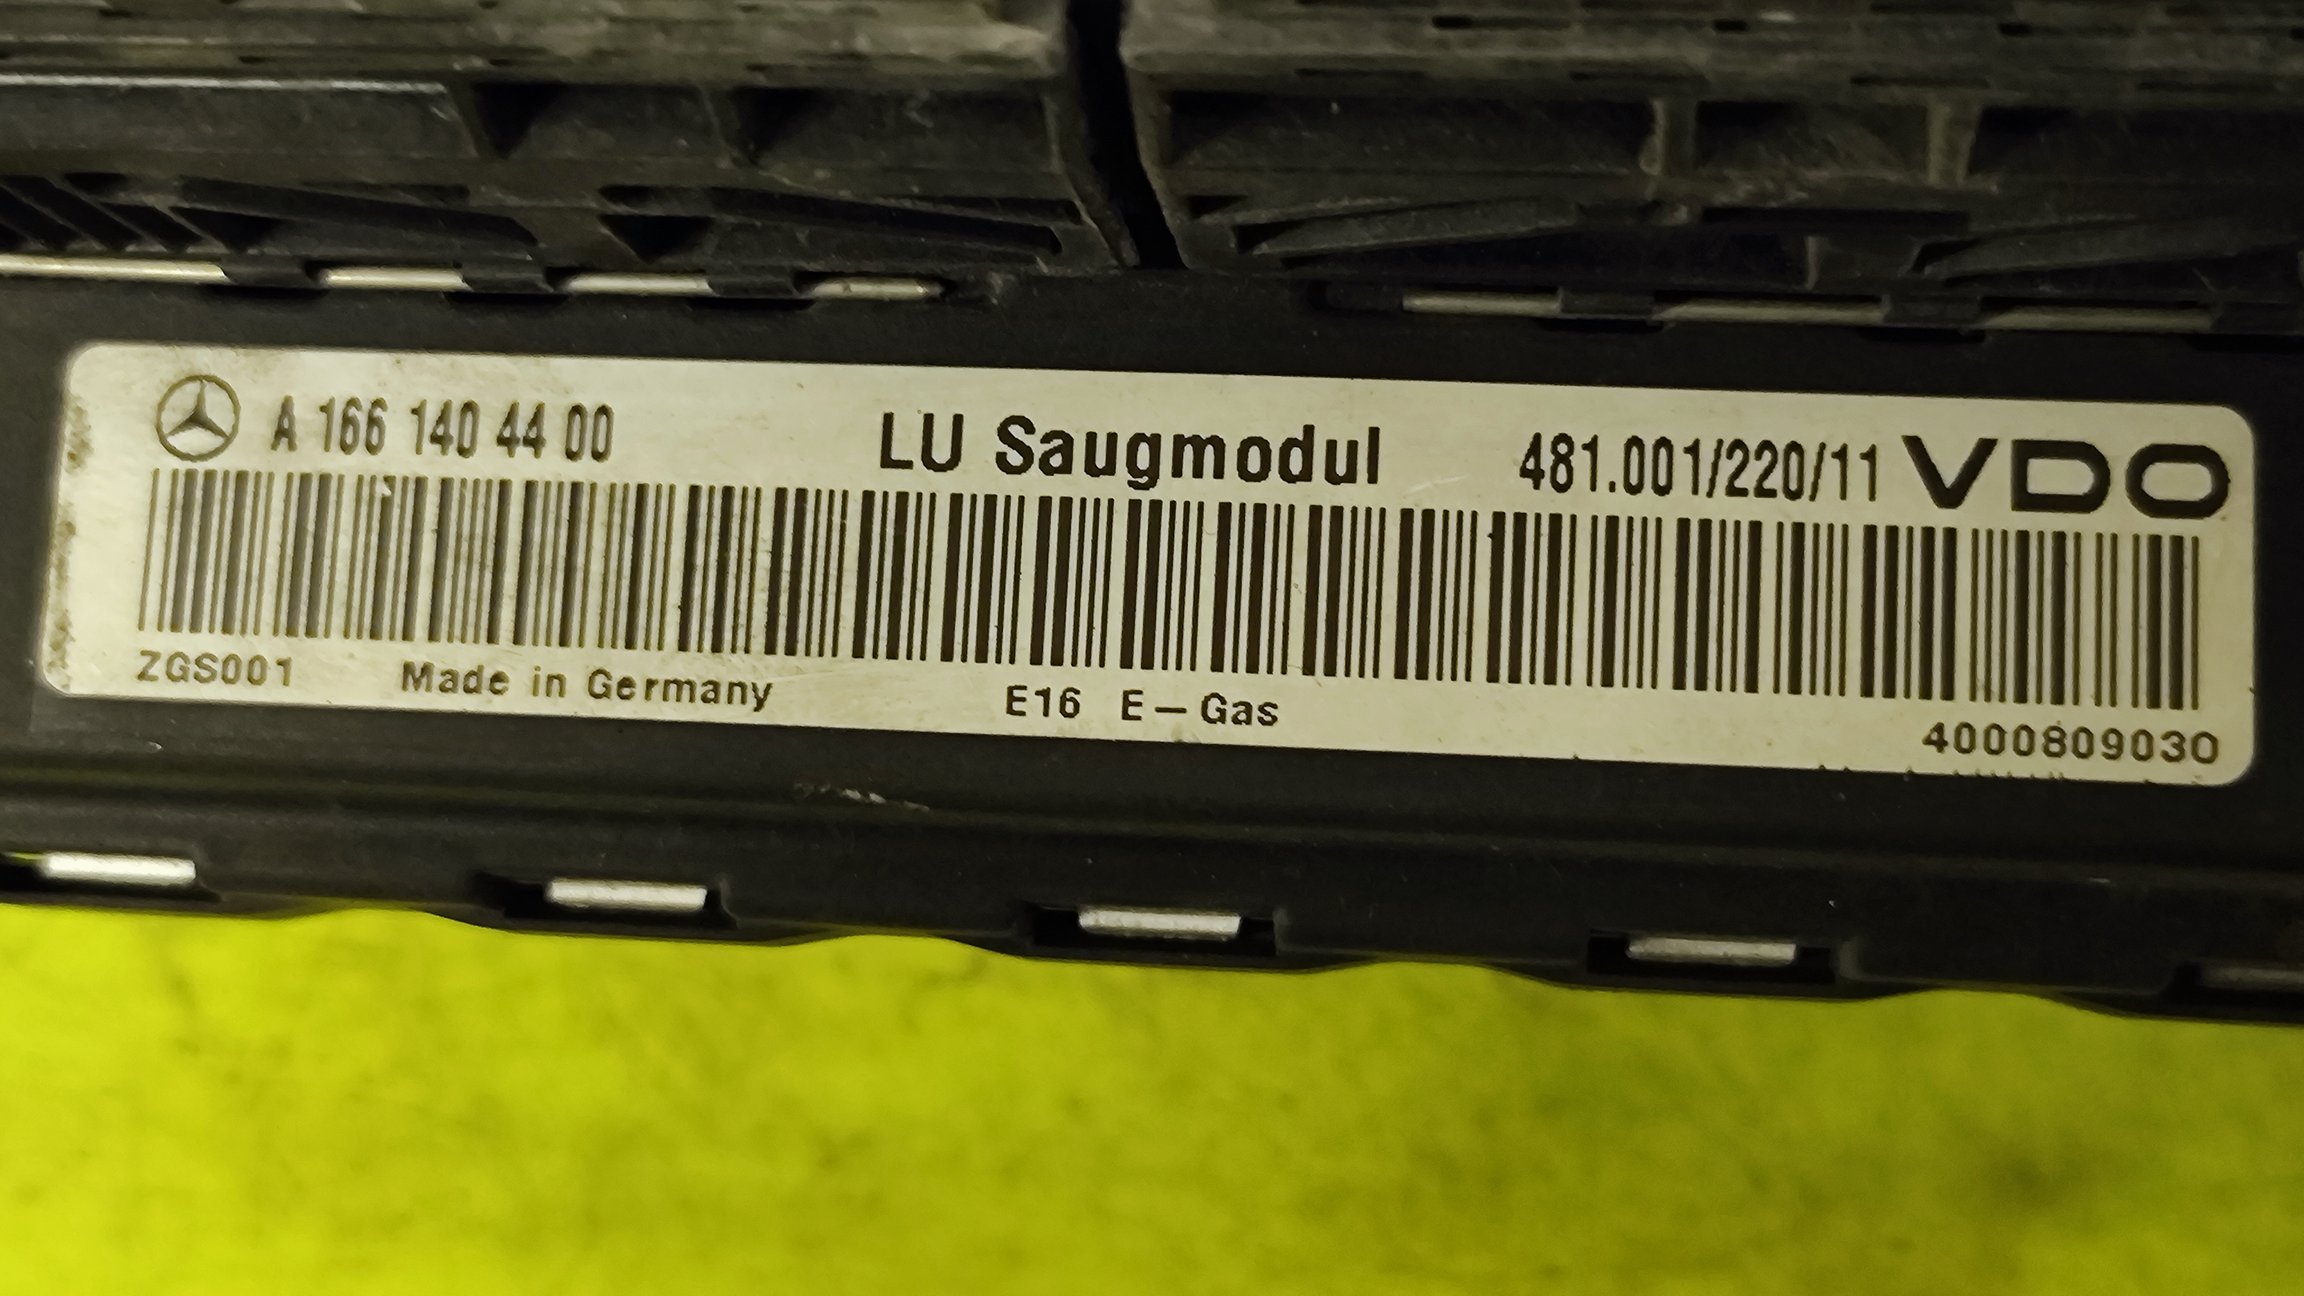 A 166 140 44 00 LU Saugmodul 481.001/220/11 VDO
ZGS001 Made in Germany E16 E-Gas 4000809030